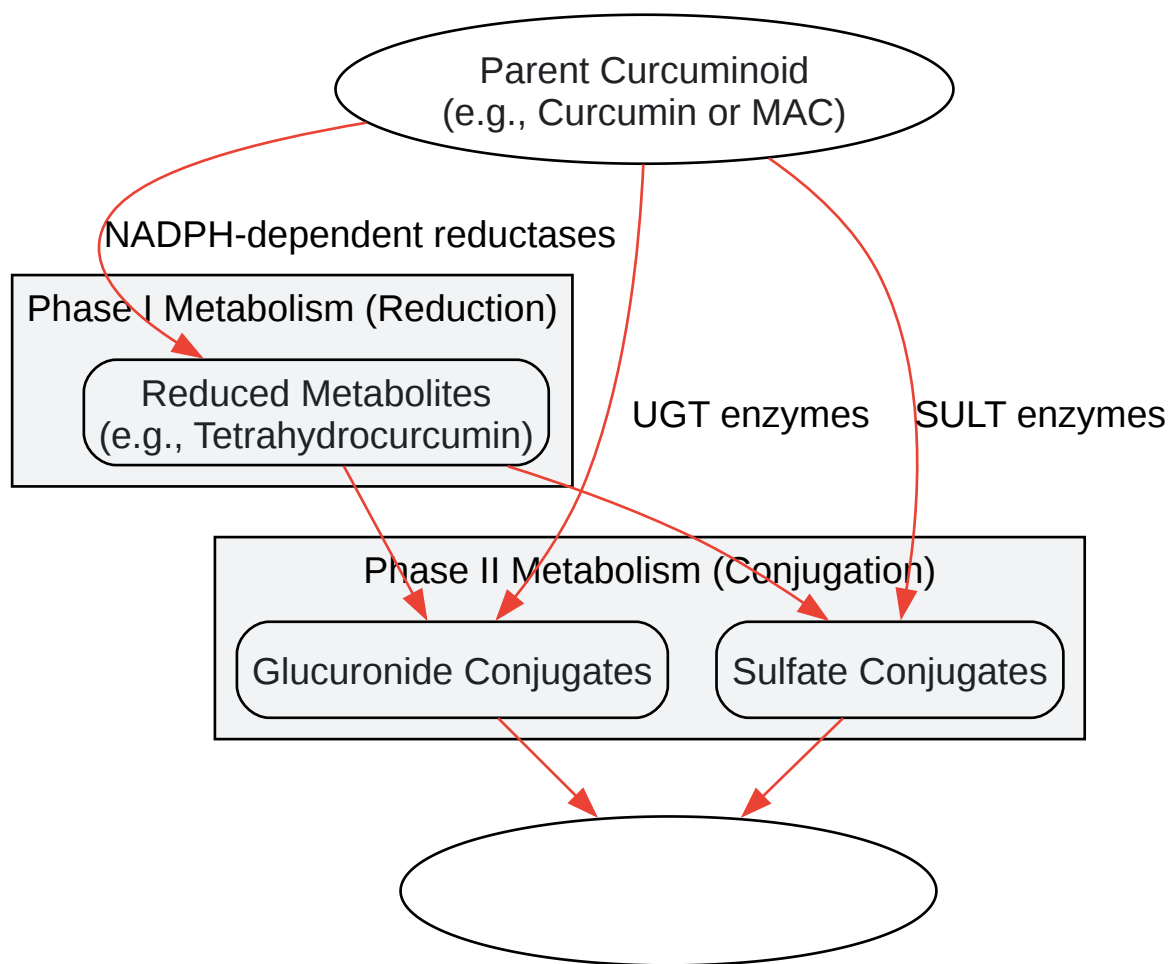 Parent Curcuminoid
(e.g., Curcumin or MAC)
NADPH-dependent reductases
Phase I Metabolism (Reduction)
Reduced Metabolites
(e.g., Tetrahydrocurcumin)
UGT enzymes
SULT enzymes
Phase II Metabolism (Conjugation)
Glucuronide Conjugates
Sulfate Conjugates